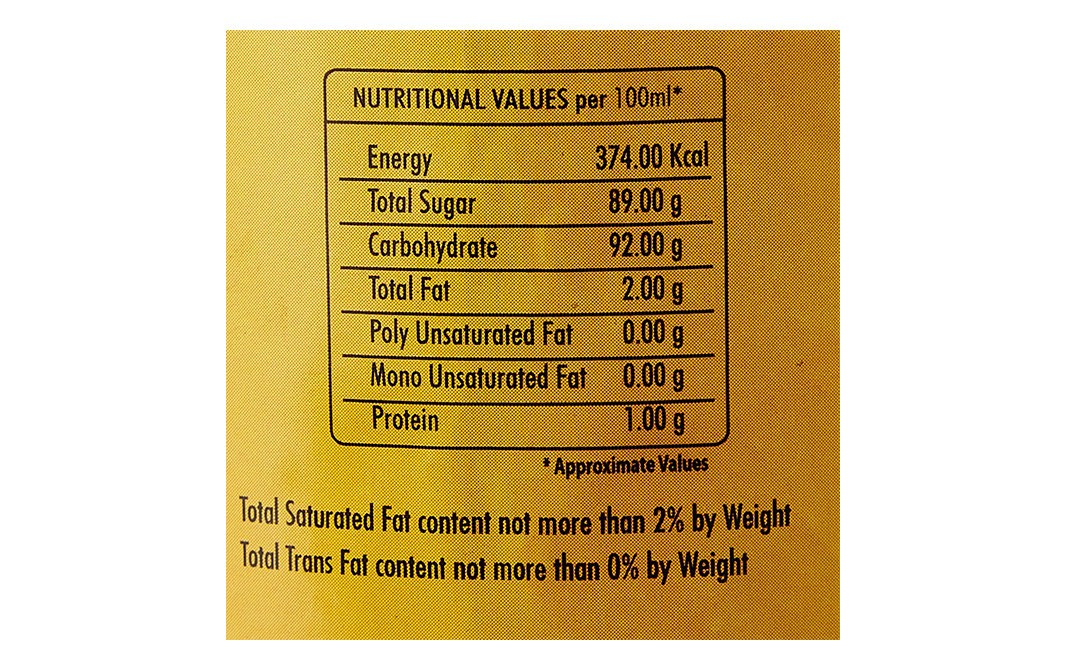 NUTRITIONAL VALUES per 100ml*
Energy 374.00 Kcal
Total Sugar 89.00 g
Carbohydrate 92.00 g
Total Fat 2.00 g
Poly Unsaturated Fat 0.00 g
Mono Unsaturated Fat 0.00 g
Protein 1.00 g
* Approximate Values
Total Saturated Fat content not more than 2% by Weight
Total Trans Fat content not more than 0% by Weight